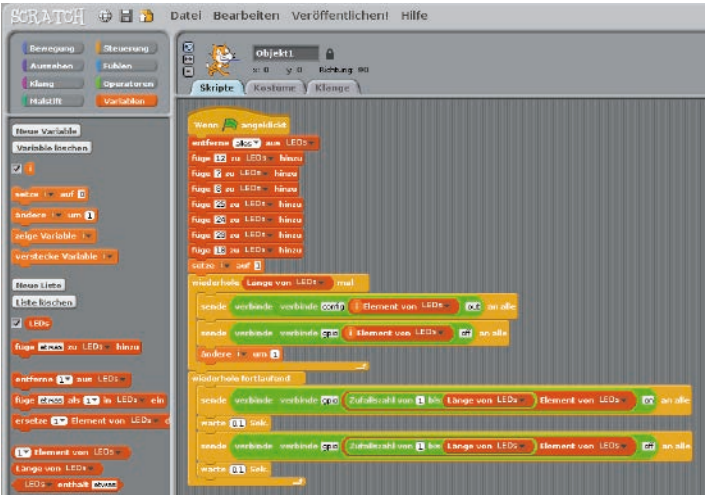 SCRATCH Datei Bearbeiten Veröffentlichen! Hilfe
Bewegung Steuerung
Aussehen Fühlen
Klang Operatoren
Malstift Variablen
Objekt1
x: 0 y: 0 Richtung: 90
Skripte Kostüme Klänge
Neue Variable
Variable löschen
i
setze i auf 0
ändere i um 1
zeige Variable i
verstecke Variable i
Neue Liste
Liste löschen
LEDs
füge etwas zu LEDs hinzu
entferne 1 aus LEDs
füge etwas als 1 in LEDs ein
ersetze 1 Element von LEDs d
1 Element von LEDs
Länge von LEDs
LEDs enthält etwas
Wenn angeklickt
entferne alles aus LEDs
füge 12 zu LEDs hinzu
füge zu LEDs hinzu
füge zu LEDs hinzu
füge zu LEDs hinzu
füge 24 zu LEDs hinzu
füge zu LEDs hinzu
füge zu LEDs hinzu
setze i auf
wiederhole Länge von LEDs mal
sende verbinde verbinde config i Element von LEDs out an alle
sende verbinde verbinde gpio i Element von LEDs off an alle
ändere i um 1
wiederhole fortlaufend
sende verbinde verbinde gpio Zufallszahl von 1 bis Länge von LEDs Element von LEDs on an alle
warte 0.1 Sek.
sende verbinde verbinde gpio Zufallszahl von 1 bis Länge von LEDs Element von LEDs off an alle
warte 0.1 Sek.